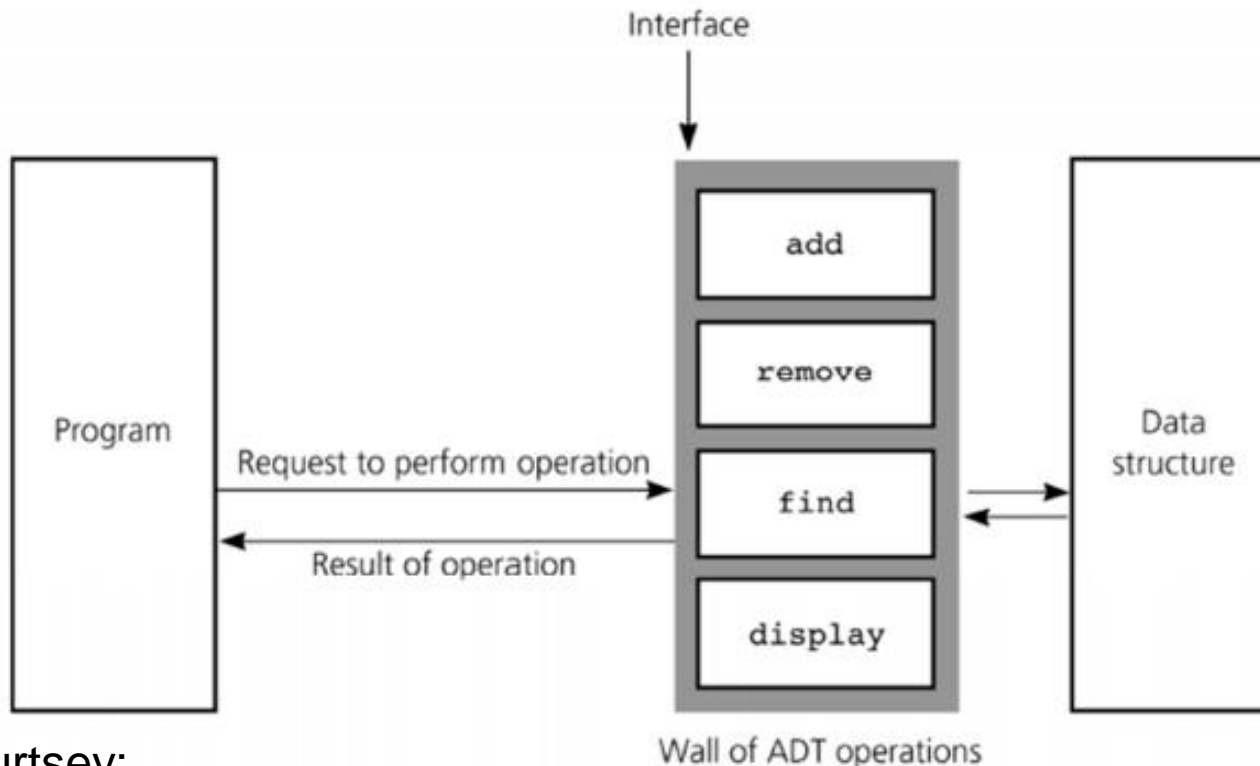 Interface
add
remove
find
display
Program
Request to perform operation
Result of operation
Data
structure
Wall of ADT operations